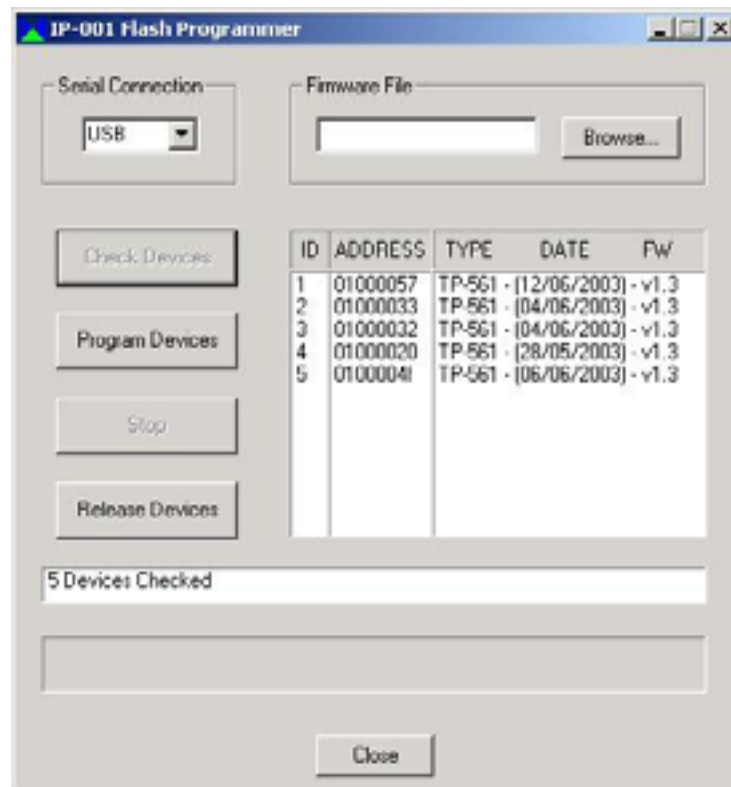 IP-001 Flash Programmer
Serial Connection
Firmware File
USB
Browse...
Check Devices
Program Devices
Stop
Release Devices
ID ADDRESS TYPE DATE FW
1 01000057 TP-561 - (12/06/2003) - v1.3
2 01000033 TP-561 - (04/06/2003) - v1.3
3 01000032 TP-561 - (04/06/2003) - v1.3
4 01000020 TP-561 - (28/05/2003) - v1.3
5 TP-561 - (06/06/2003) - v1.3
5 Devices Checked
Close